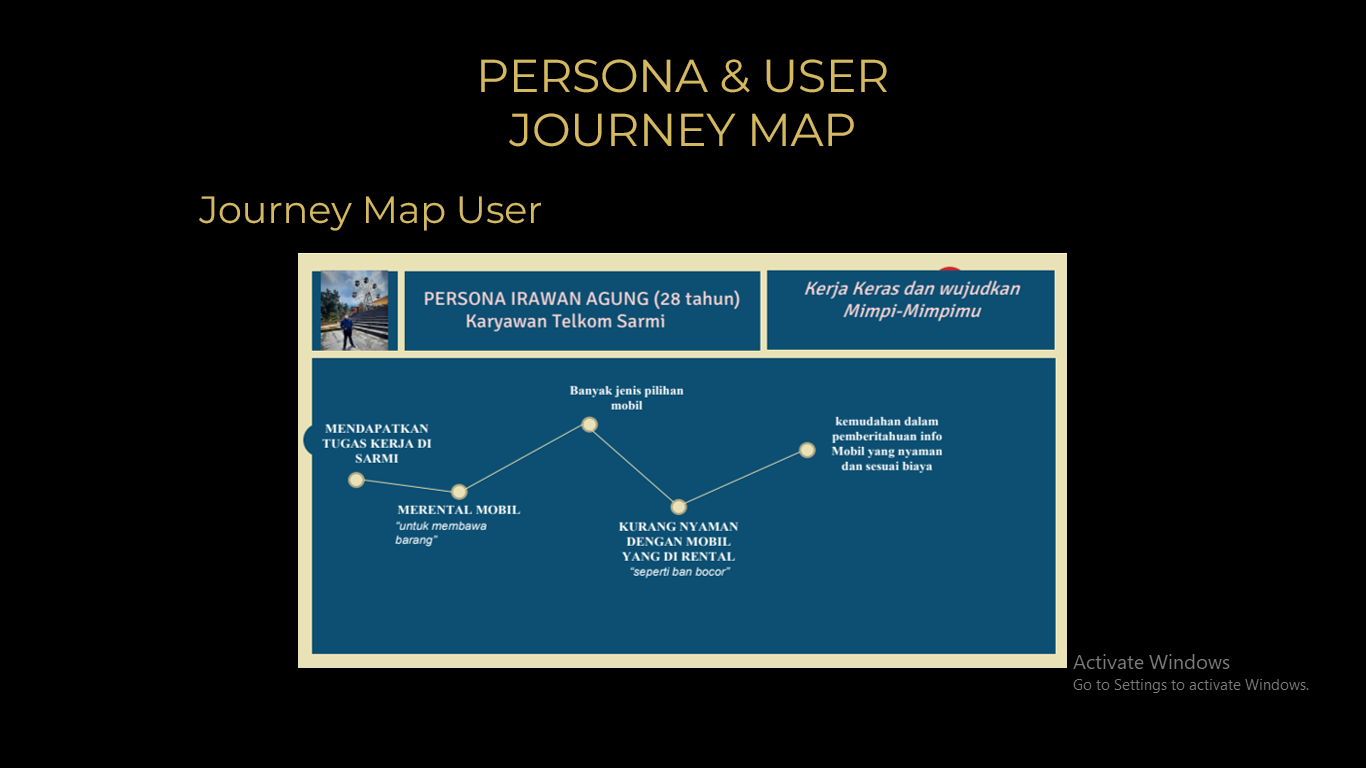 PERSONA & USER
JOURNEY MAP
Journey Map User
PERSONA IRAWAN AGUNG (28 tahun)
Karyawan Telkom Sarmi
Kerja Keras dan wujudkan
Mimpi-Mimpimu
MENDAPATKAN
TUGAS KERJA DI
SARMI
MERENTAL MOBIL
"untuk membawa
barang"
Banyak jenis pilihan
mobil
KURANG NYAMAN
DENGAN MOBIL
YANG DI RENTAL
"seperti ban bocor"
kemudahan dalam
pemberitahuan info
Mobil yang nyaman
dan sesuai biaya
Activate Windows
Go to Settings to activate Windows.